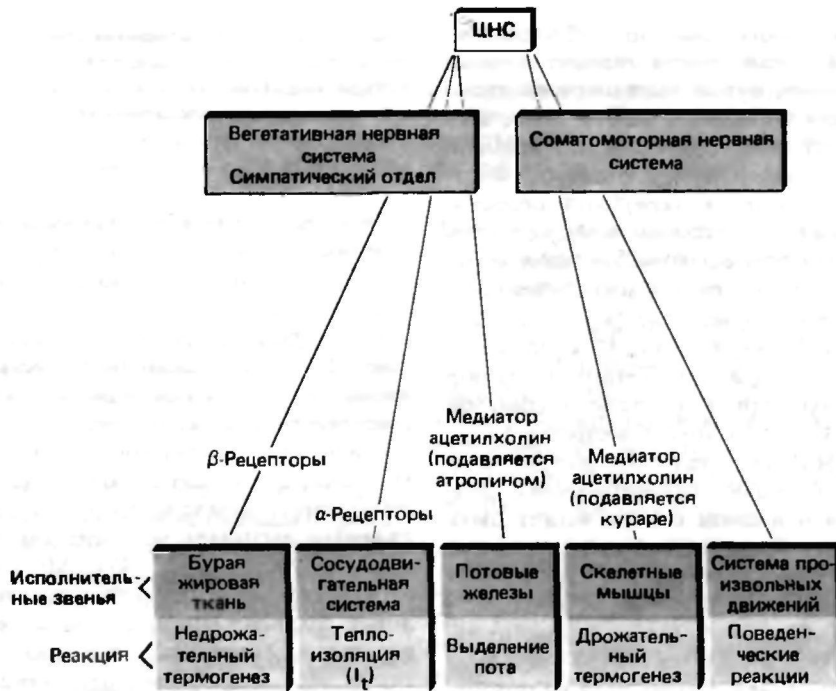 ЦНС
Вегетативная нервная
система
Симпатический отдел
Соматомоторная нервная
система
β-Рецепторы
α-Рецепторы
Медиатор
ацетилхолин
(подавляется
атропином)
Медиатор
ацетилхолин
(подавляется
кураре)
Исполнитель-
ные звенья
Бурая
жировая
ткань
Сосудодви-
гательная
система
Потовые
железы
Скелетные
мышцы
Система про-
извольных
движений
Реакция
Недрожа-
тельный
термогенез
Тепло-
изоляция
(Iₜ)
Выделение
пота
Дрожатель-
ный
термогенез
Поведен-
ческие
реакции